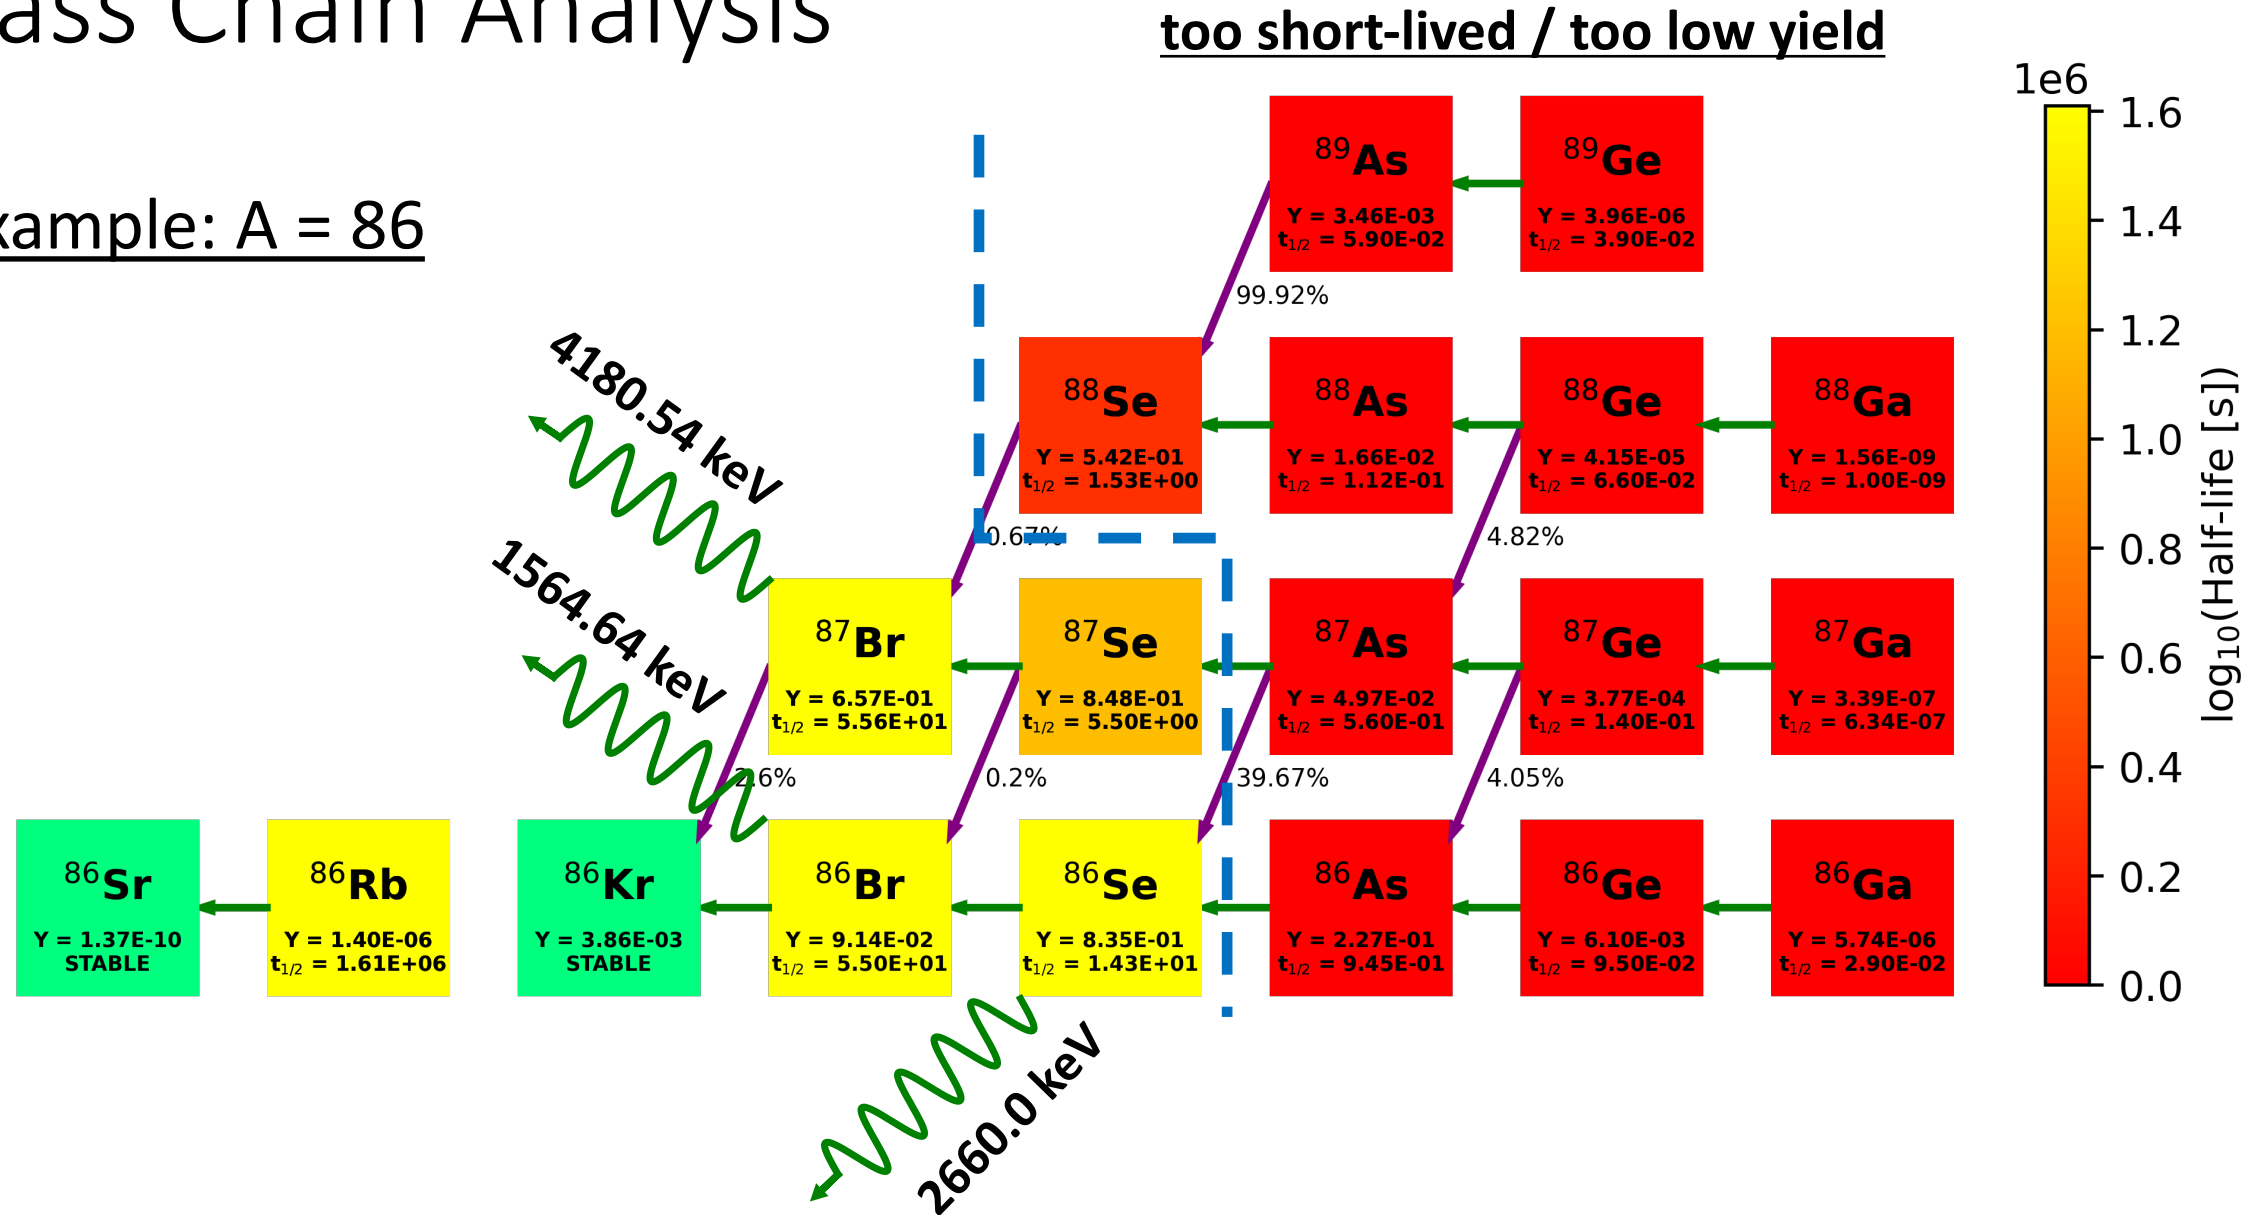 ass Chain Analysis
too short-lived / too low yield
xample: A = 86
1e6
1.6
1.4
1.2
1.0
0.8
0.6
0.4
0.2
0.0
log10(Half-life [s])
89As
Y = 3.46E-03
t1/2 = 5.90E-02
89Ge
Y = 3.96E-06
t1/2 = 3.90E-02
99.92%
88Se
Y = 5.42E-01
t1/2 = 1.53E+00
88As
Y = 1.66E-02
t1/2 = 1.12E-01
88Ge
Y = 4.15E-05
t1/2 = 6.60E-02
88Ga
Y = 1.56E-09
t1/2 = 1.00E-09
4180.54 keV
0.67%
4.82%
1564.64 keV
87Br
Y = 6.57E-01
t1/2 = 5.56E+01
87Se
Y = 8.48E-01
t1/2 = 5.50E+00
87As
Y = 4.97E-02
t1/2 = 5.60E-01
87Ge
Y = 3.77E-04
t1/2 = 1.40E-01
87Ga
Y = 3.39E-07
t1/2 = 6.34E-07
2.6%
0.2%
39.67%
4.05%
86Sr
Y = 1.37E-10
STABLE
86Rb
Y = 1.40E-06
t1/2 = 1.61E+06
86Kr
Y = 3.86E-03
STABLE
86Br
Y = 9.14E-02
t1/2 = 5.50E+01
86Se
Y = 8.35E-01
t1/2 = 1.43E+01
86As
Y = 2.27E-01
t1/2 = 9.45E-01
86Ge
Y = 6.10E-03
t1/2 = 9.50E-02
86Ga
Y = 5.74E-06
t1/2 = 2.90E-02
2660.0 keV